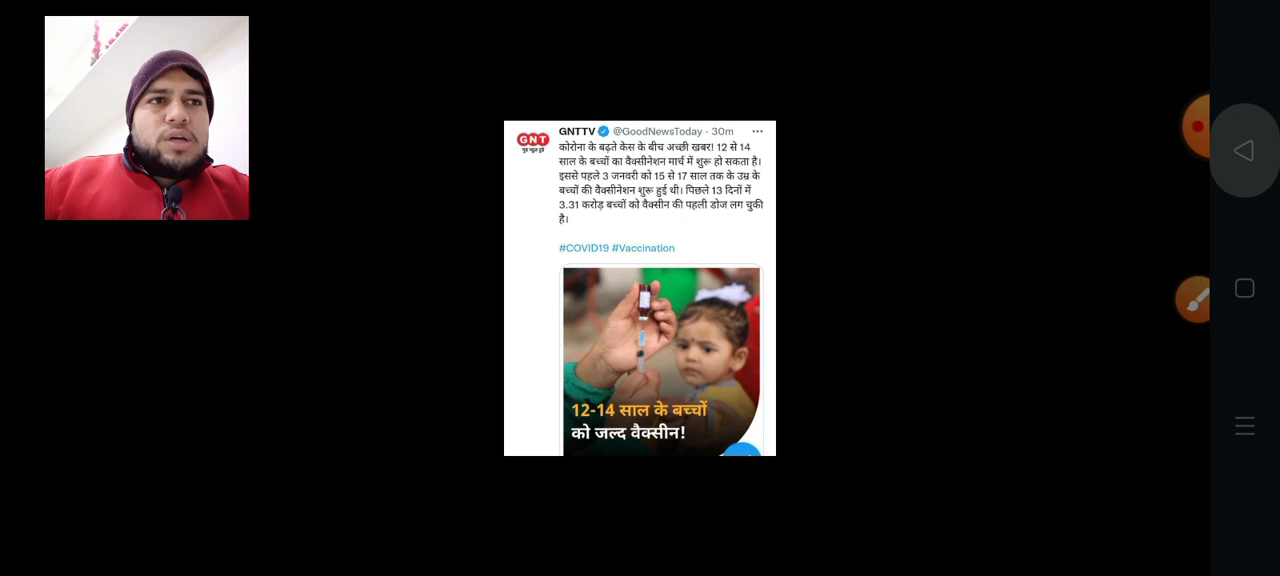 GNT
गुड न्यूज़ टुडे
GNTTV @GoodNewsToday · 30m
कोरोना के बढ़ते केस के बीच अच्छी खबर! 12 से 14
साल के बच्चों का वैक्सीनेशन मार्च में शुरू हो सकता है।
इससे पहले 3 जनवरी को 15 से 17 साल तक के उम्र के
बच्चों की वैक्सीनेशन शुरू हुई थी। पिछले 13 दिनों में
3.31 करोड़ बच्चों को वैक्सीन की पहली डोज लग चुकी
है।
#COVID19 #Vaccination
12-14 साल के बच्चों
को जल्द वैक्सीन!